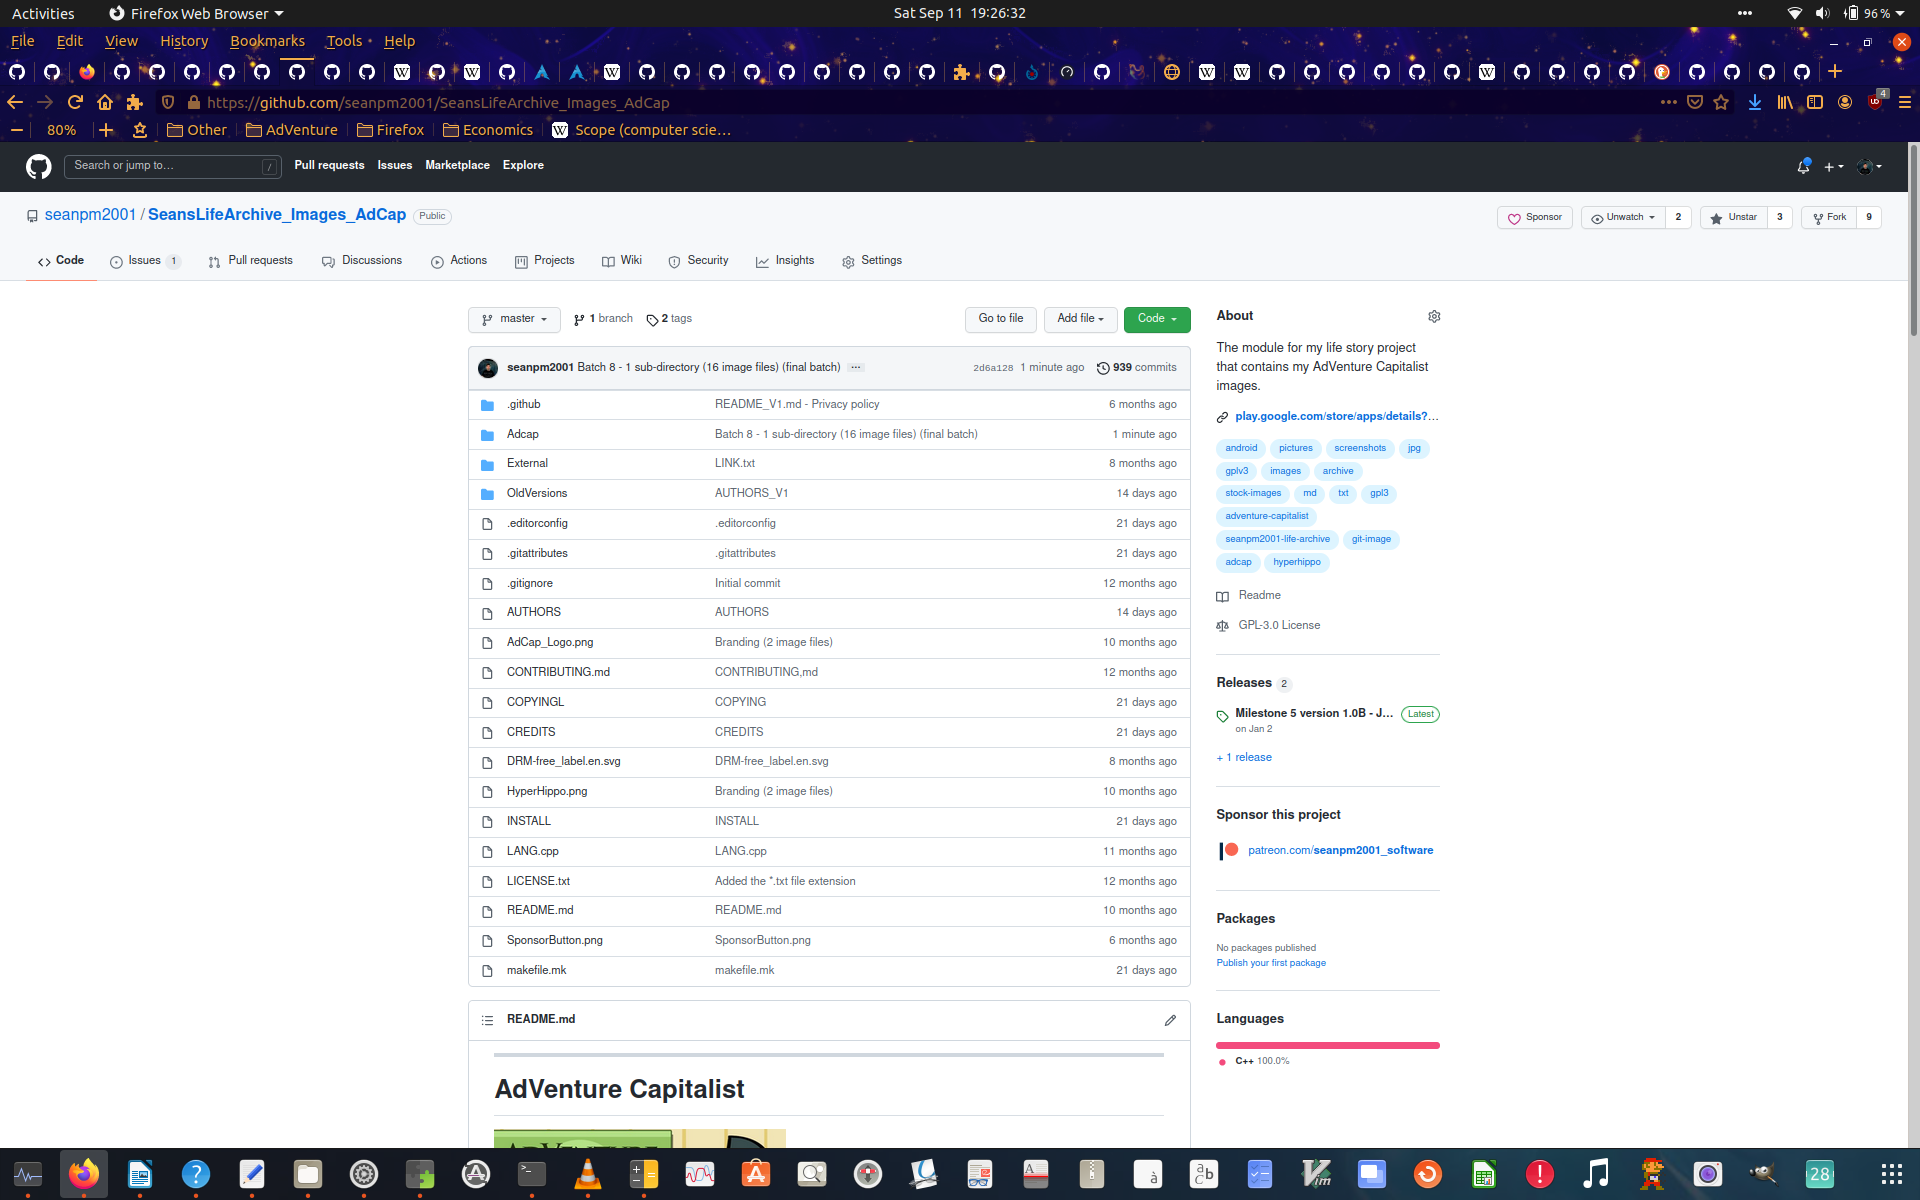 Activities
Firefox Web Browser
Sat Sep 11 19:26:32
96 %
File Edit View History Bookmarks Tools Help
https://github.com/seanpm2001/SeansLifeArchive_Images_AdCap
4
80%
Other
AdVenture
Firefox
Economics
Scope (computer scie…
Search or jump to…
/
Pull requests Issues Marketplace Explore
seanpm2001 / SeansLifeArchive_Images_AdCap
Public
Sponsor
Unwatch 2
Unstar 3
Fork 9
Code
Issues 1
Pull requests
Discussions
Actions
Projects
Wiki
Security
Insights
Settings
master
1 branch
2 tags
Go to file
Add file
Code
seanpm2001 Batch 8 - 1 sub-directory (16 image files) (final batch)
2d6a128 1 minute ago
939 commits
.github README_V1.md - Privacy policy 6 months ago
Adcap Batch 8 - 1 sub-directory (16 image files) (final batch) 1 minute ago
External LINK.txt 8 months ago
OldVersions AUTHORS_V1 14 days ago
.editorconfig .editorconfig 21 days ago
.gitattributes .gitattributes 21 days ago
.gitignore Initial commit 12 months ago
AUTHORS AUTHORS 14 days ago
AdCap_Logo.png Branding (2 image files) 10 months ago
CONTRIBUTING.md CONTRIBUTING,md 12 months ago
COPYINGL COPYING 21 days ago
CREDITS CREDITS 21 days ago
DRM-free_label.en.svg DRM-free_label.en.svg 8 months ago
HyperHippo.png Branding (2 image files) 10 months ago
INSTALL INSTALL 21 days ago
LANG.cpp LANG.cpp 11 months ago
LICENSE.txt Added the *.txt file extension 12 months ago
README.md README.md 10 months ago
SponsorButton.png SponsorButton.png 6 months ago
makefile.mk makefile.mk 21 days ago
README.md
AdVenture Capitalist
About
The module for my life story project
that contains my AdVenture Capitalist
images.
play.google.com/store/apps/details?…
android pictures screenshots jpg
gplv3 images archive
stock-images md txt gpl3
adventure-capitalist
seanpm2001-life-archive git-image
adcap hyperhippo
Readme
GPL-3.0 License
Releases 2
Milestone 5 version 1.0B - J…
Latest
on Jan 2
+ 1 release
Sponsor this project
patreon.com/seanpm2001_software
Packages
No packages published
Publish your first package
Languages
C++ 100.0%
28